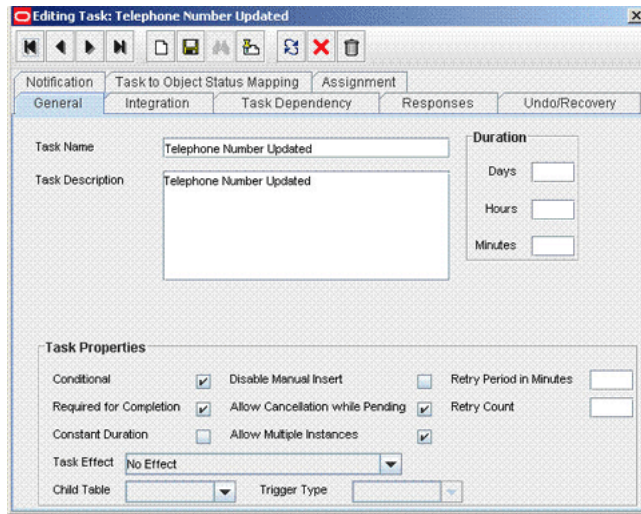 Editing Task: Telephone Number Updated
Notification Task to Object Status Mapping Assignment
General Integration Task Dependency Responses Undo/Recovery
Task Name Telephone Number Updated
Task Description Telephone Number Updated
Duration
Days
Hours
Minutes
Task Properties
Conditional Disable Manual Insert Retry Period in Minutes
Required for Completion Allow Cancellation while Pending Retry Count
Constant Duration Allow Multiple Instances
Task Effect No Effect
Child Table Trigger Type